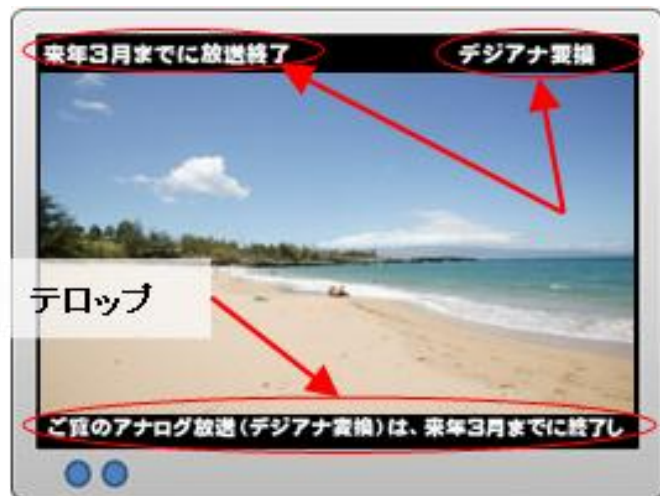 来年3月までに放送終了
デジアナ変換
テロップ
ご覧のアナログ放送(デジアナ変換)は、来年3月までに終了し